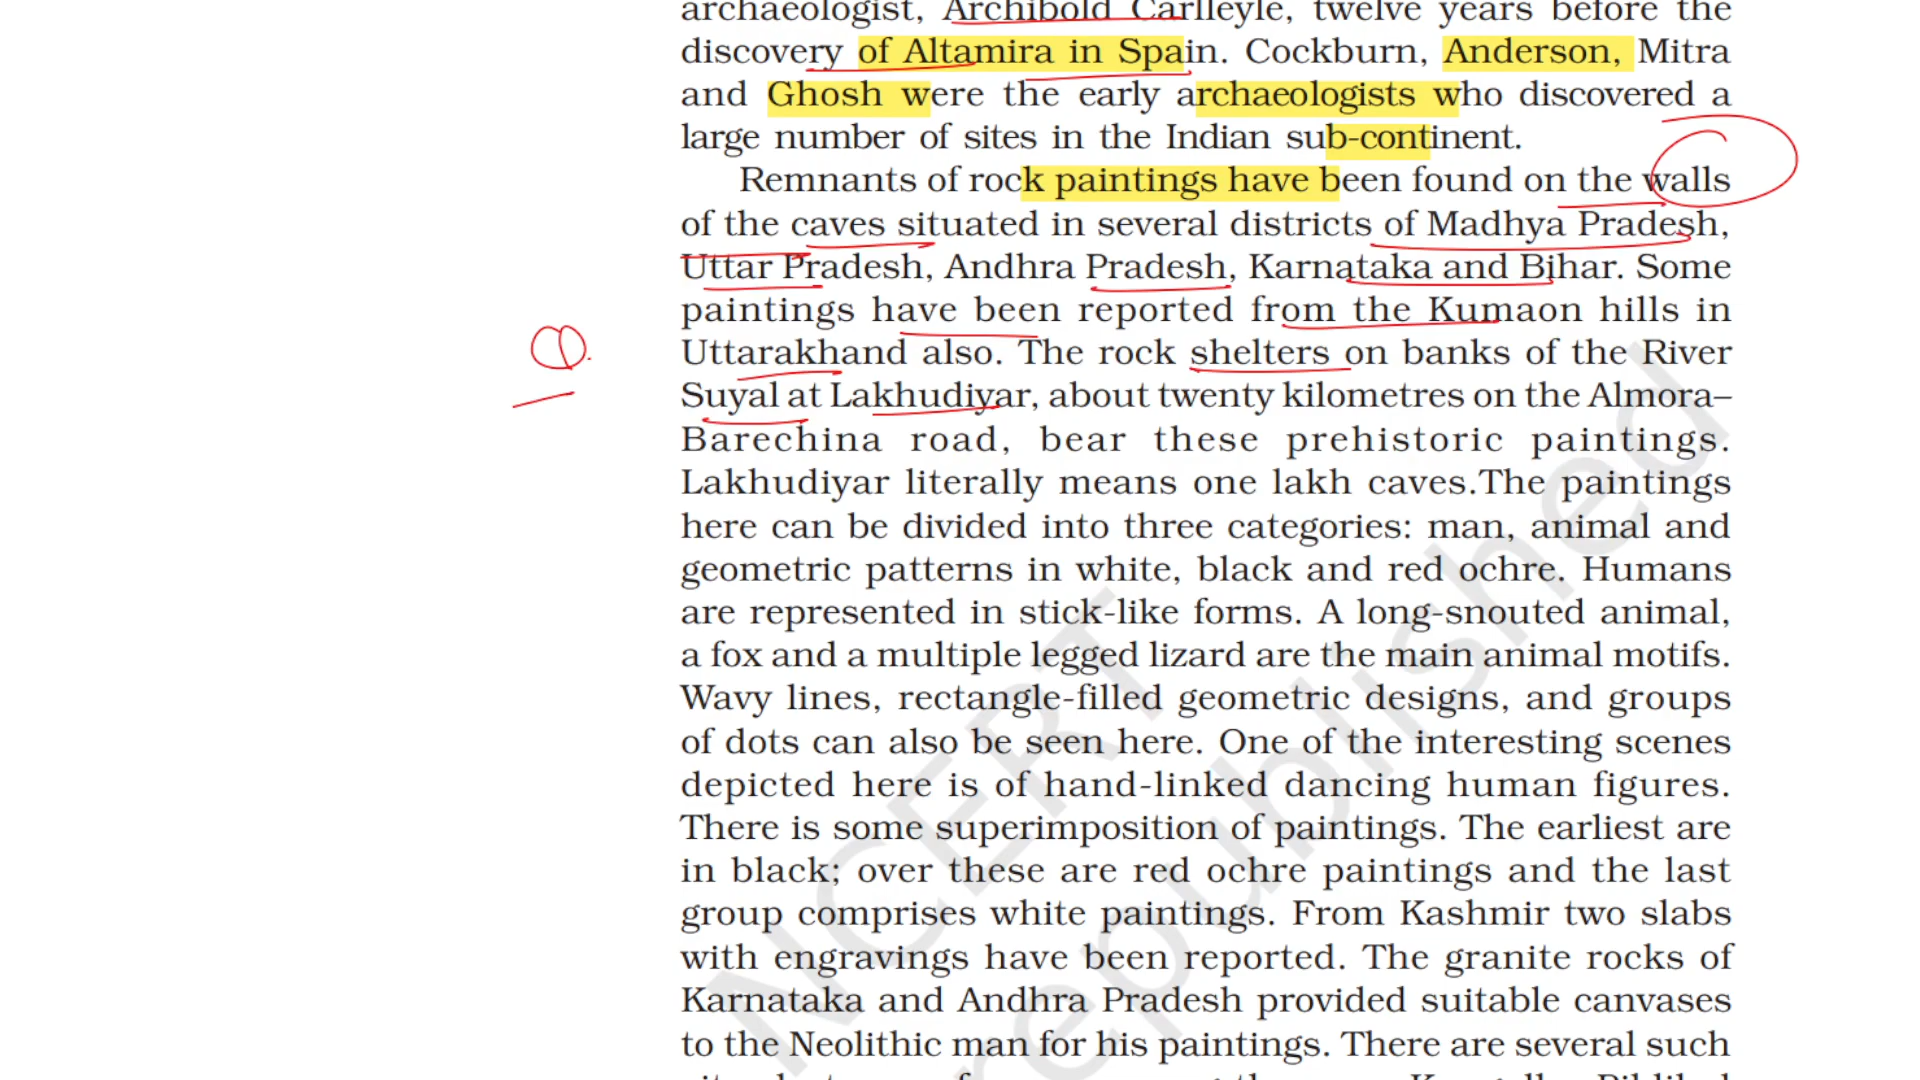 archaeologist, Archibold Carlleyle, twelve years before the
discovery of Altamira in Spain. Cockburn, Anderson, Mitra
and Ghosh were the early archaeologists who discovered a
large number of sites in the Indian sub-continent.
Remnants of rock paintings have been found on the walls
of the caves situated in several districts of Madhya Pradesh,
Uttar Pradesh, Andhra Pradesh, Karnataka and Bihar. Some
paintings have been reported from the Kumaon hills in
Uttarakhand also. The rock shelters on banks of the River
Suyal at Lakhudiyar, about twenty kilometres on the Almora–
Barechina road, bear these prehistoric paintings.
Lakhudiyar literally means one lakh caves.The paintings
here can be divided into three categories: man, animal and
geometric patterns in white, black and red ochre. Humans
are represented in stick-like forms. A long-snouted animal,
a fox and a multiple legged lizard are the main animal motifs.
Wavy lines, rectangle-filled geometric designs, and groups
of dots can also be seen here. One of the interesting scenes
depicted here is of hand-linked dancing human figures.
There is some superimposition of paintings. The earliest are
in black; over these are red ochre paintings and the last
group comprises white paintings. From Kashmir two slabs
with engravings have been reported. The granite rocks of
Karnataka and Andhra Pradesh provided suitable canvases
to the Neolithic man for his paintings. There are several such
NCERT
republished